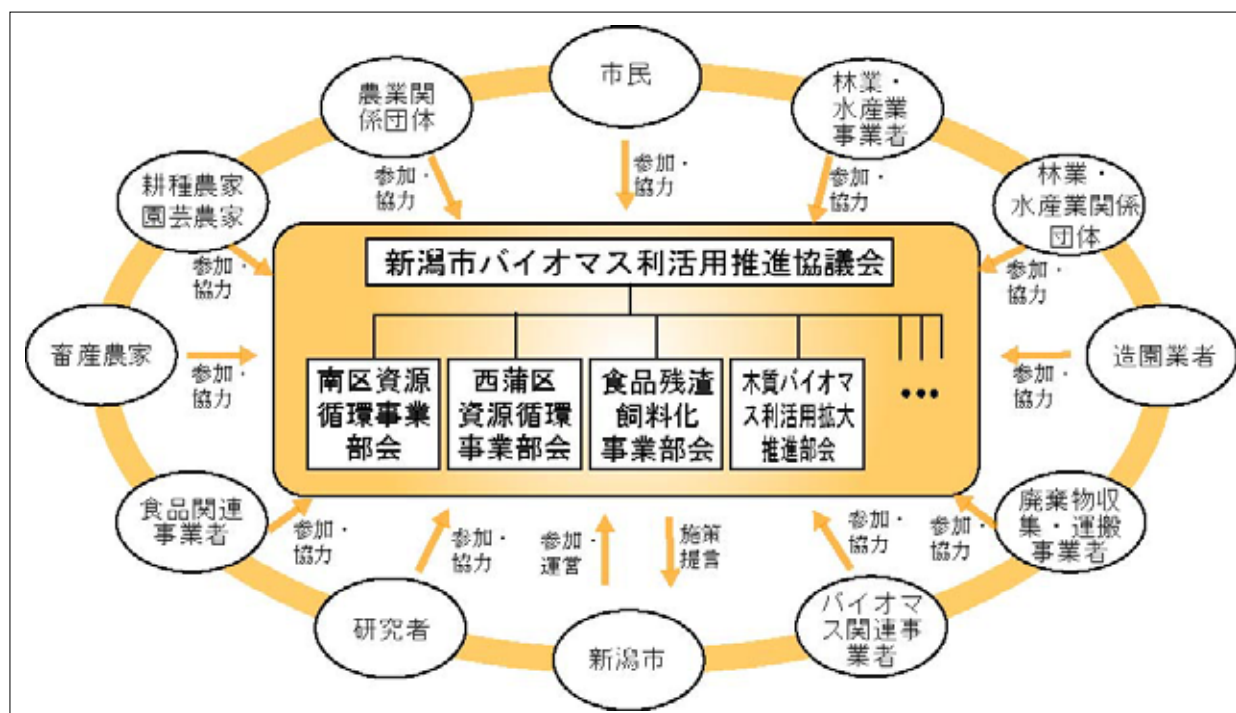 市民
農業関
係団体
林業・
水産業
事業者
耕種農家
園芸農家
林業・
水産業関係
団体
参加・
協力
参加・
協力
参加・
協力
参加・
協力
参加・
協力
新潟市バイオマス利活用推進協議会
畜産農家
参加・
協力
造園業者
参加・
協力
南区資源
循環事業
部会
西蒲区
資源循環
事業部会
食品残渣
飼料化
事業部会
木質バイオマ
ス利活用拡大
推進部会
•••
食品関連
事業者
参加・
協力
参加・
協力
参加・
運営
施策
提言
参加・
協力
参加・
協力
廃棄物収
集・運搬
事業者
研究者
新潟市
バイオマ
ス関連事
業者